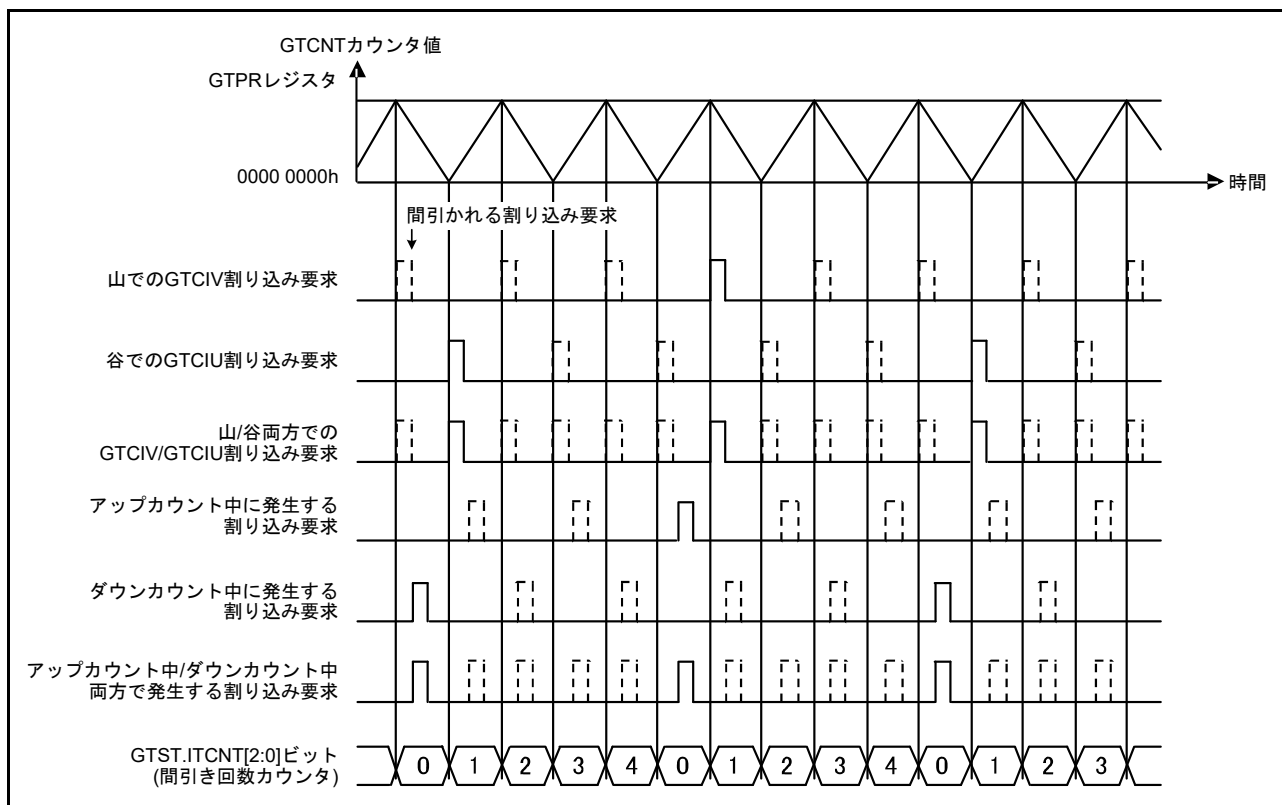 GTCNTカウンタ値
GTPRレジスタ
0000 0000h
時間
間引かれる割り込み要求
山でのGTCIV割り込み要求
谷でのGTCIU割り込み要求
山/谷両方での
GTCIV/GTCIU割り込み要求
アップカウント中に発生する
割り込み要求
ダウンカウント中に発生する
割り込み要求
アップカウント中/ダウンカウント中
両方で発生する割り込み要求
GTST.ITCNT[2:0]ビット
(間引き回数カウンタ)
0 1 2 3 4 0 1 2 3 4 0 1 2 3